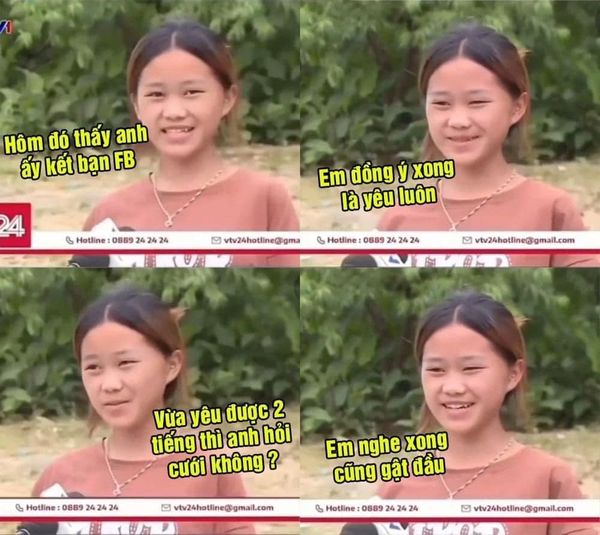 V1
Hôm đó thấy anh
ấy kết bạn FB
24
Hotline : 0889 24 24 24
vtv24hotline@gma
Em đồng ý xong
là yêu luôn
Hotline : 0889 24 24 24
vtv24hotline@gmail.com
Vừa yêu được 2
tiếng thì anh hỏi
cưới không ?
Hotline : 0889 24 24 24
vtv24hotline@gmail.com
Em nghe xong
cũng gật đầu
Hotline : 0889 24 24 24
vtv24hotline@gmail.com